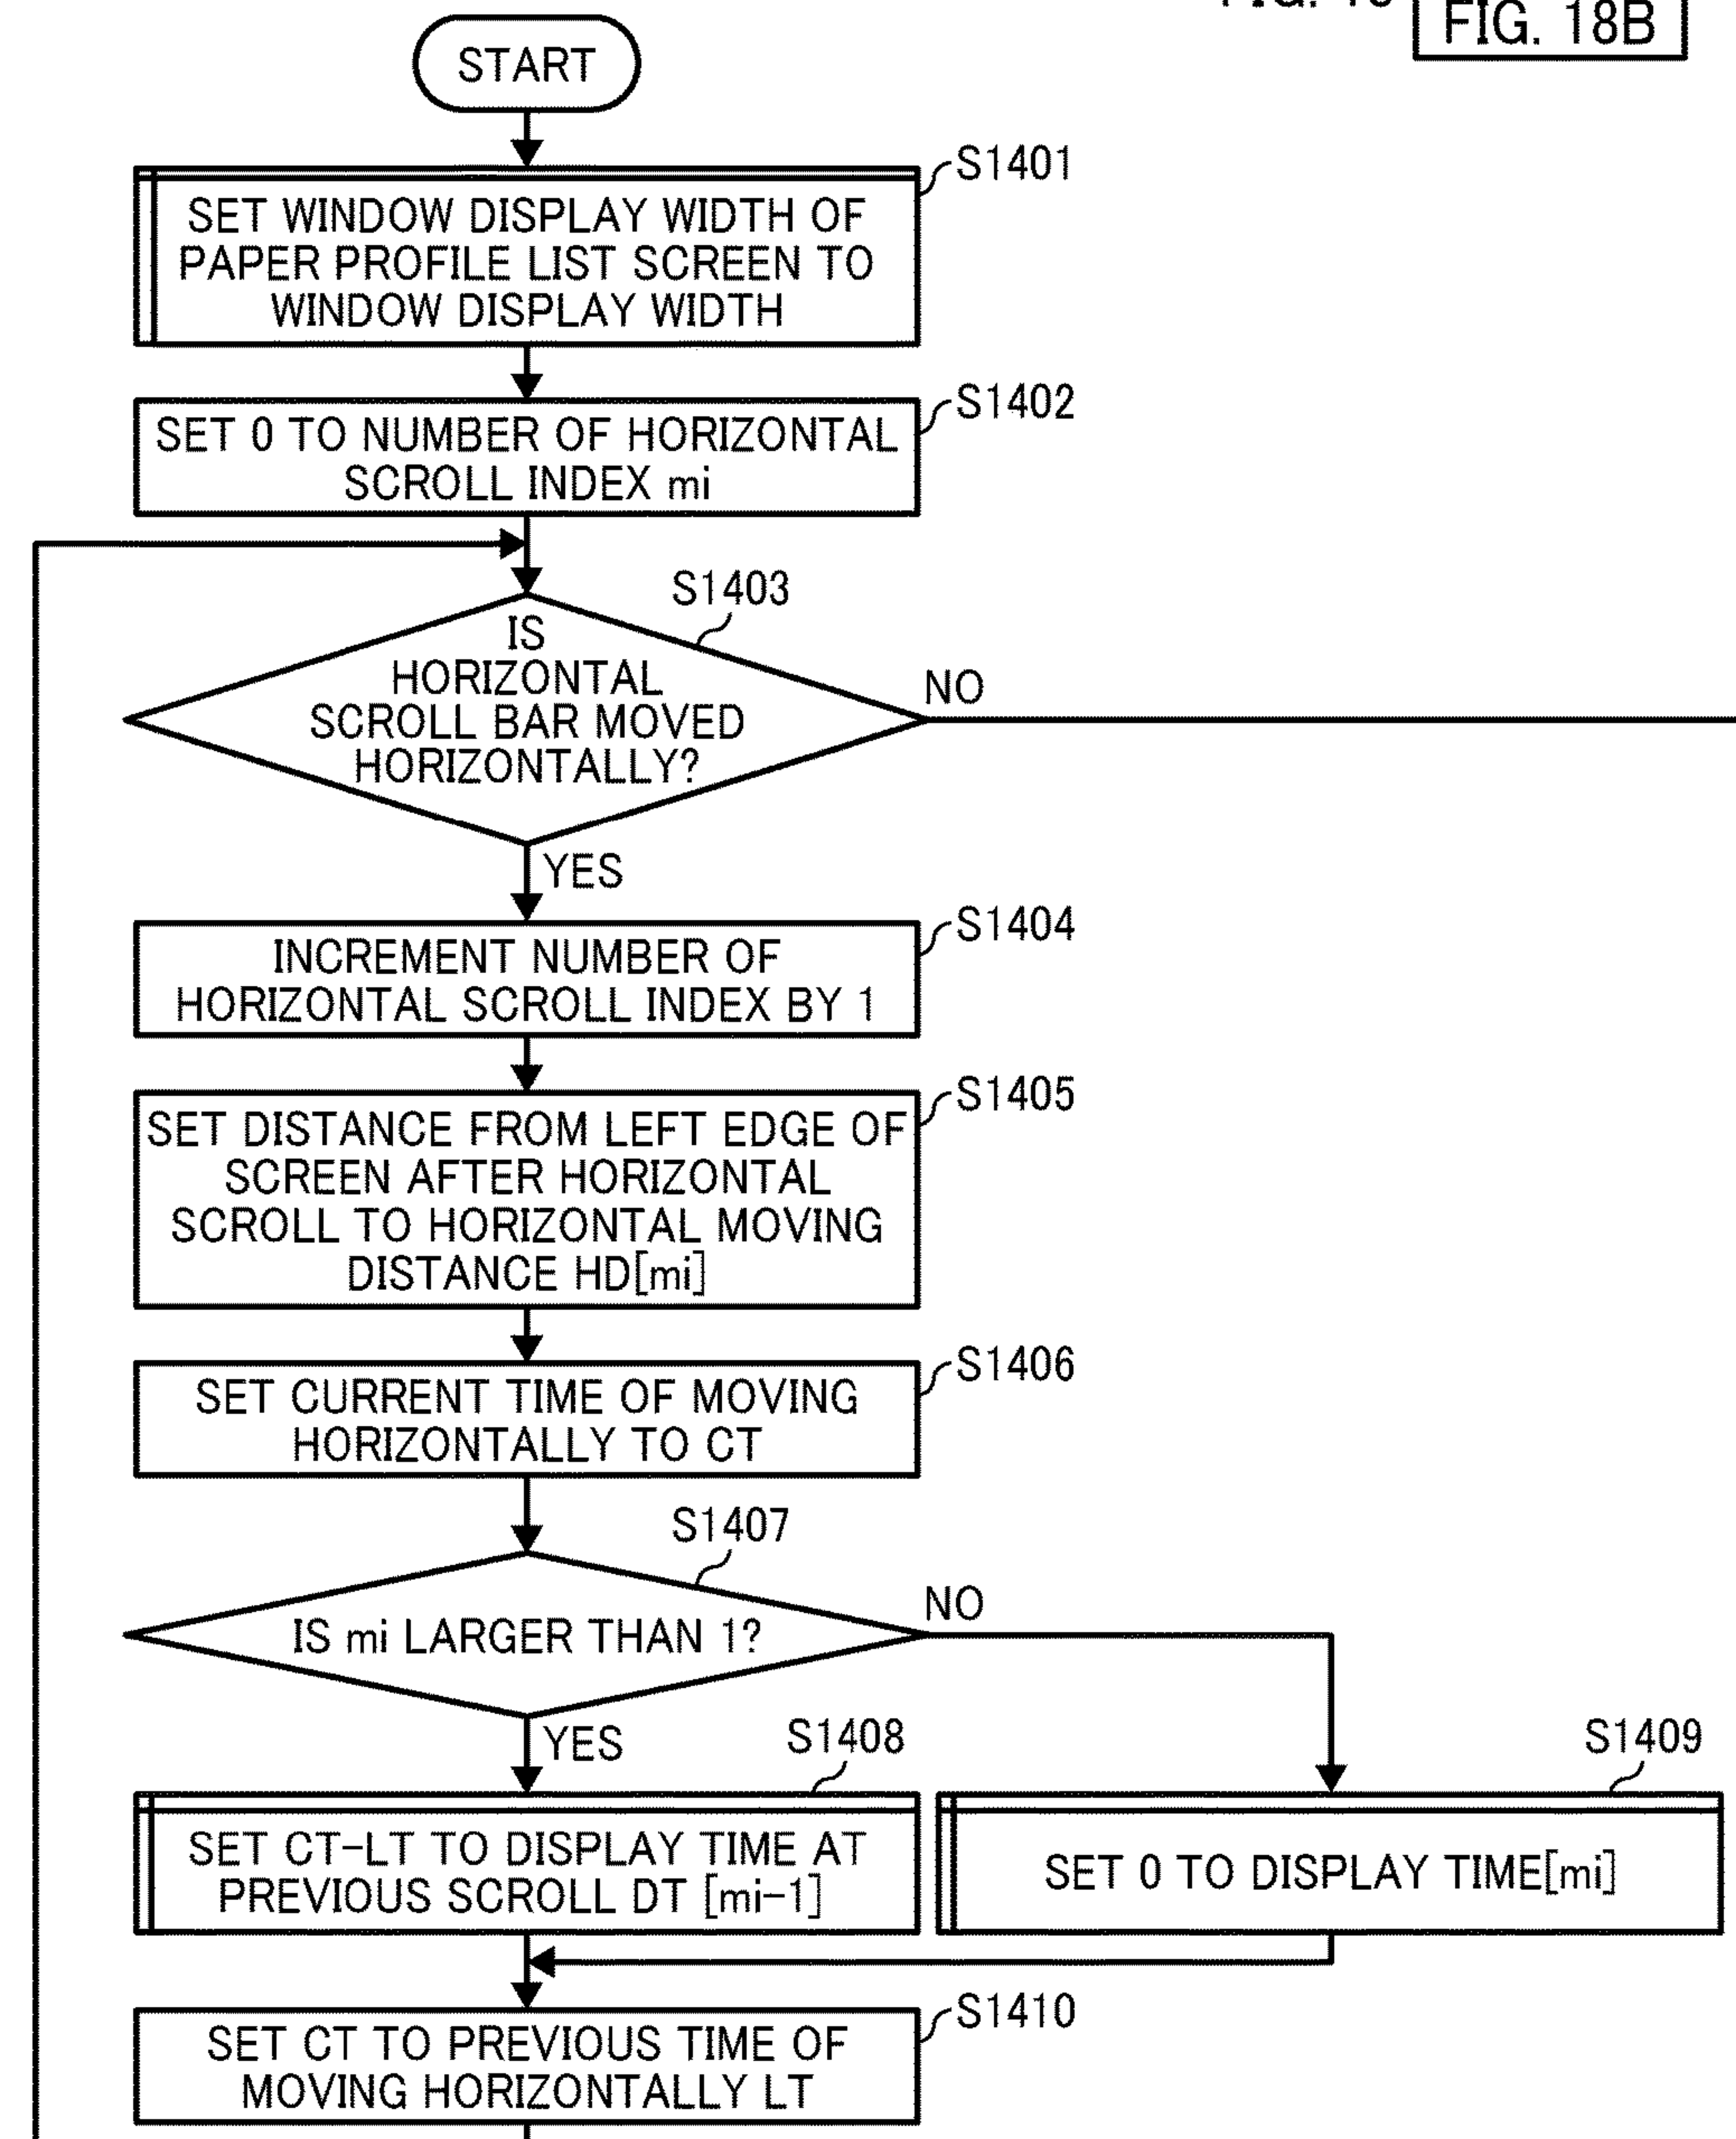 FIG. 18B
START
S1401
SET WINDOW DISPLAY WIDTH OF
PAPER PROFILE LIST SCREEN TO
WINDOW DISPLAY WIDTH
S1402
SET 0 TO NUMBER OF HORIZONTAL
SCROLL INDEX mi
S1403
IS
HORIZONTAL
SCROLL BAR MOVED
HORIZONTALLY?
NO
YES
S1404
INCREMENT NUMBER OF
HORIZONTAL SCROLL INDEX BY 1
S1405
SET DISTANCE FROM LEFT EDGE OF
SCREEN AFTER HORIZONTAL
SCROLL TO HORIZONTAL MOVING
DISTANCE HD[mi]
S1406
SET CURRENT TIME OF MOVING
HORIZONTALLY TO CT
S1407
IS mi LARGER THAN 1?
NO
YES
S1408
SET CT-LT TO DISPLAY TIME AT
PREVIOUS SCROLL DT [mi-1]
S1409
SET 0 TO DISPLAY TIME[mi]
S1410
SET CT TO PREVIOUS TIME OF
MOVING HORIZONTALLY LT